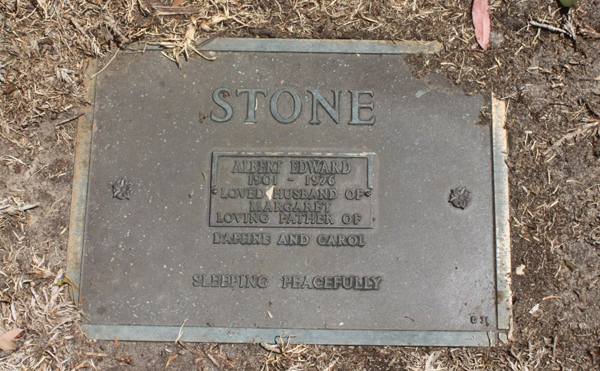 STONE
ALBERT EDWARD
1901 - 1976
LOVED HUSBAND OF
MARGARET
LOVING FATHER OF
DAPHNE AND CAROL
SLEEPING PEACEFULLY